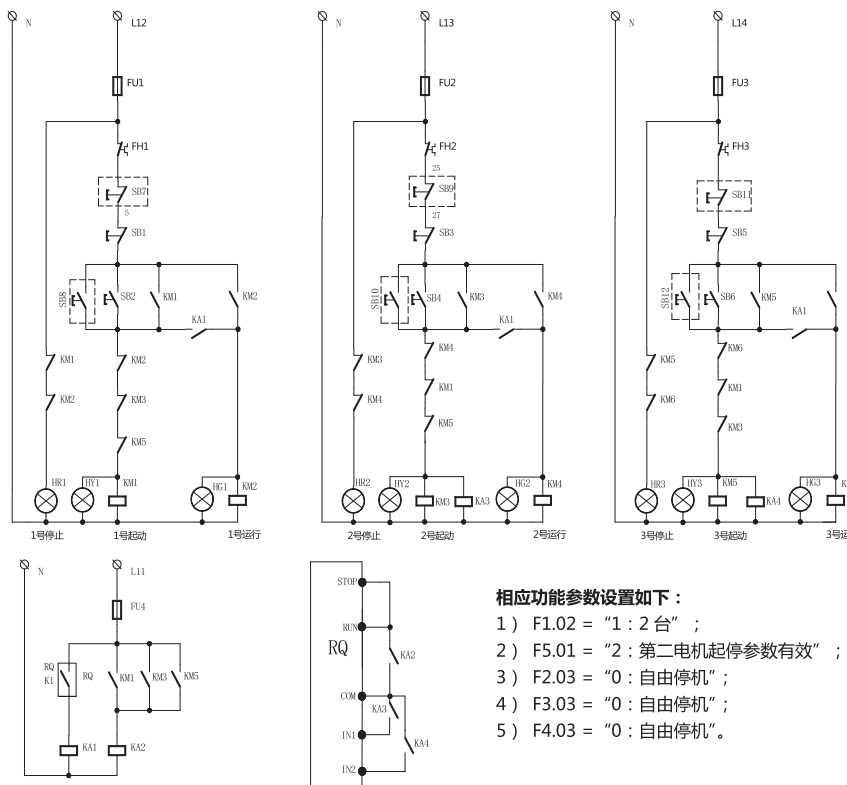 N
L12
FU1
FH1
SB7
5
SB1
SB8
SB2
KM1
KM2
KA1
KM1
KM2
KM2
KM3
KM5
HR1
HY1
KM1
HG1
KM2
1号停止
1号起动
1号运行
N
L13
FU2
FH2
25
SB9
27
SB3
SB10
SB4
KM3
KM4
KA1
KM3
KM4
KM4
KM1
KM5
HR2
HY2
KM3
KA3
HG2
KM4
2号停止
2号起动
2号运行
N
L14
FU3
FH3
SB11
SB5
SB12
SB6
KM5
KA1
KM5
KM6
KM6
KM1
KM3
HR3
HY3
KM5
KA4
HG3
3号停止
3号起动
3号运
N
L11
FU4
RQ
K1
RQ
KM1
KM3
KM5
KA1
KA2
STOP
RUN
RQ
KA2
COM
KA3
IN1
KA4
IN2
相应功能参数设置如下：
1） F1.02 = “1：2 台” ；
2） F5.01 = “2：第二电机起停参数有效” ；
3） F2.03 = “0：自由停机”；
4） F3.03 = “0：自由停机”；
5） F4.03 = “0：自由停机”。